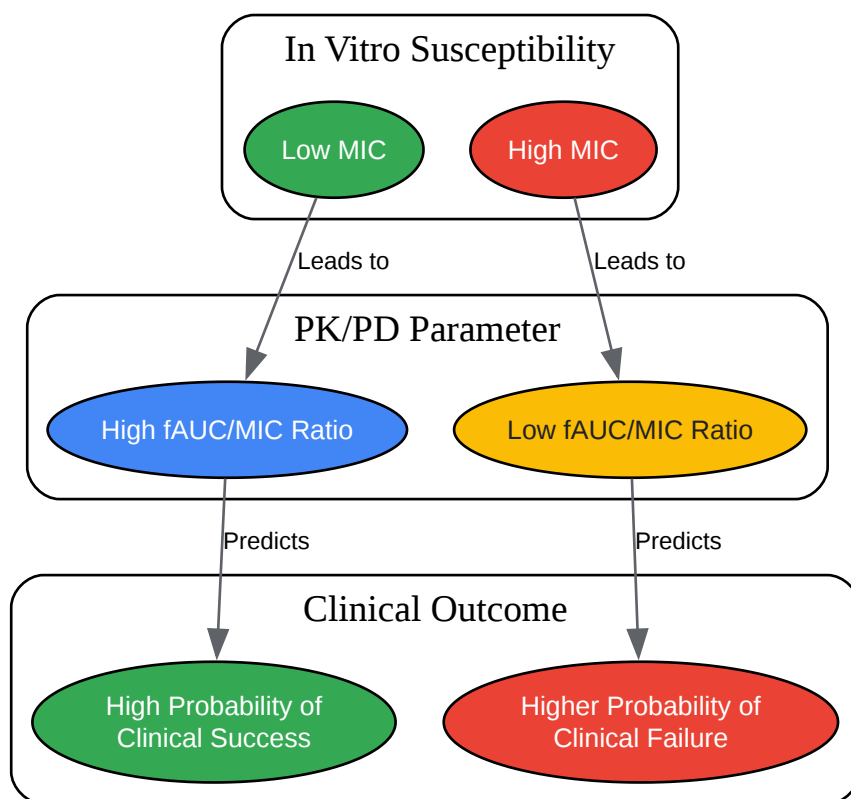 In Vitro Susceptibility
Low MIC
High MIC
Leads to
Leads to
PK/PD Parameter
High fAUC/MIC Ratio
Low fAUC/MIC Ratio
Predicts
Predicts
Clinical Outcome
High Probability of
Clinical Success
Higher Probability of
Clinical Failure